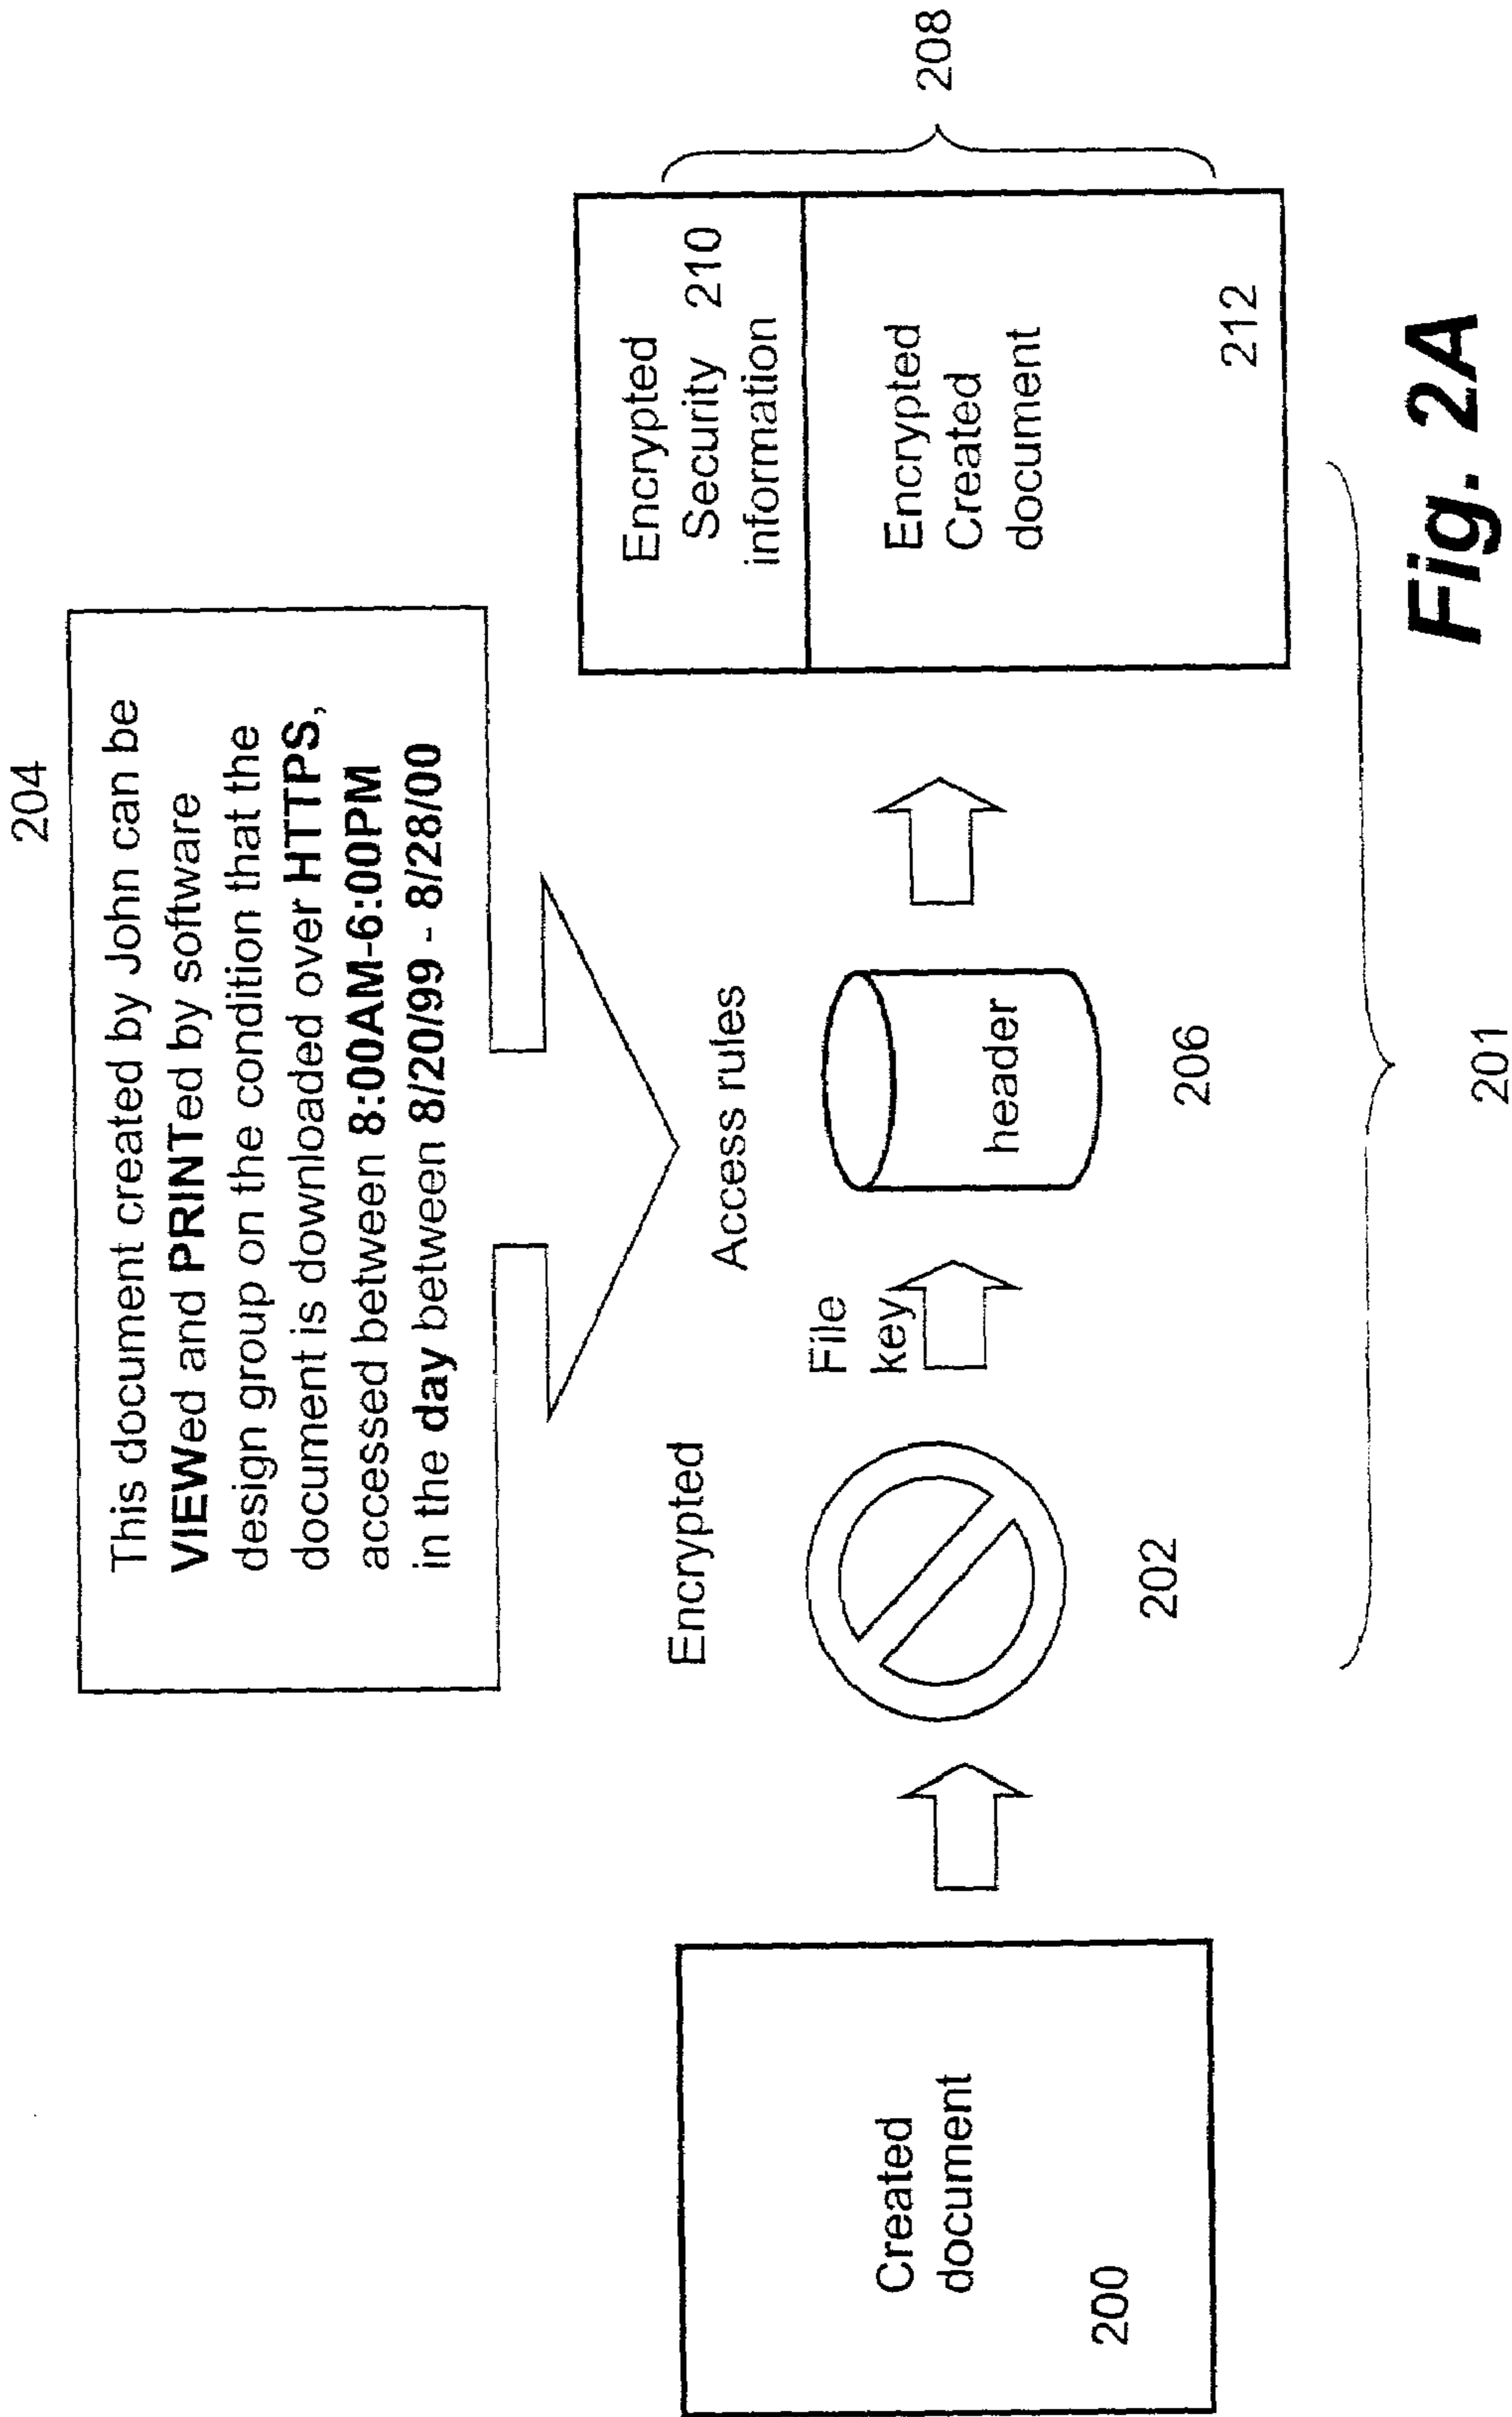 204
This document created by John can be
VIEWed and PRINTed by software
design group on the condition that the
document is downloaded over HTTPS,
accessed between 8:00AM-6:00PM
in the day between 8/20/99 - 8/28/00
Created
document
200
Encrypted
202
File
key
Access rules
header
206
Encrypted
Security 210
information
Encrypted
Created
document
212
208
201
Fig. 2A